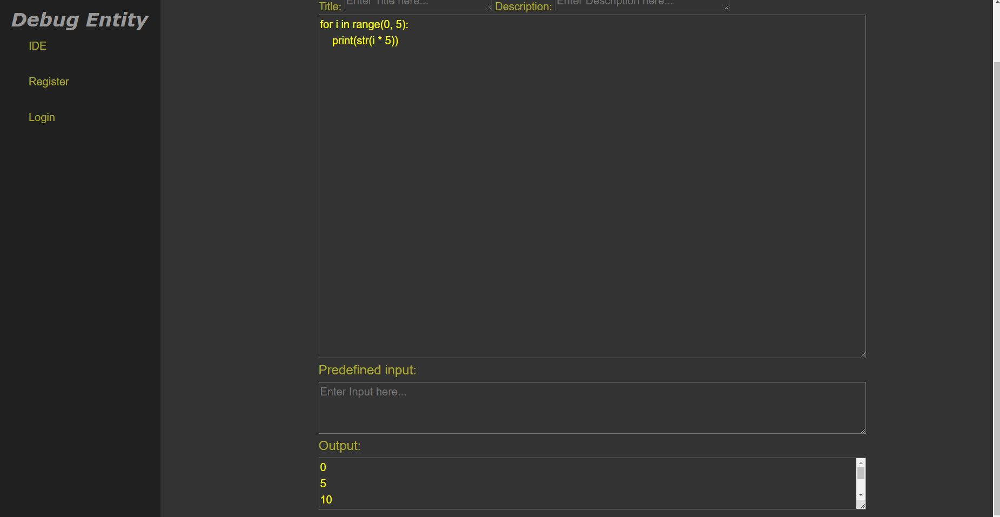 Debug Entity
IDE
Register
Login
Title: Enter Title here... Description: Enter Description here...
for i in range(0, 5):
    print(str(i * 5))
Predefined input:
Enter Input here...
Output:
0
5
10